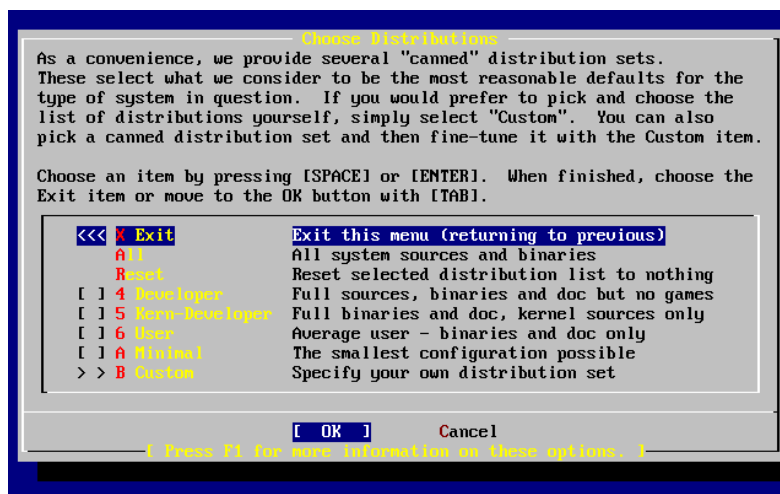 Choose Distributions
As a convenience, we provide several "canned" distribution sets.
These select what we consider to be the most reasonable defaults for the
type of system in question.  If you would prefer to pick and choose the
list of distributions yourself, simply select "Custom".  You can also
pick a canned distribution set and then fine-tune it with the Custom item.
Choose an item by pressing [SPACE] or [ENTER].  When finished, choose the
Exit item or move to the OK button with [TAB].
<<< X Exit Exit this menu (returning to previous)
All All system sources and binaries
Reset Reset selected distribution list to nothing
[ ] 4 Developer Full sources, binaries and doc but no games
[ ] 5 Kern-Developer Full binaries and doc, kernel sources only
[ ] 6 User Average user - binaries and doc only
[ ] A Minimal The smallest configuration possible
> > B Custom Specify your own distribution set
[ OK ] Cancel
[ Press F1 for more information on these options. ]